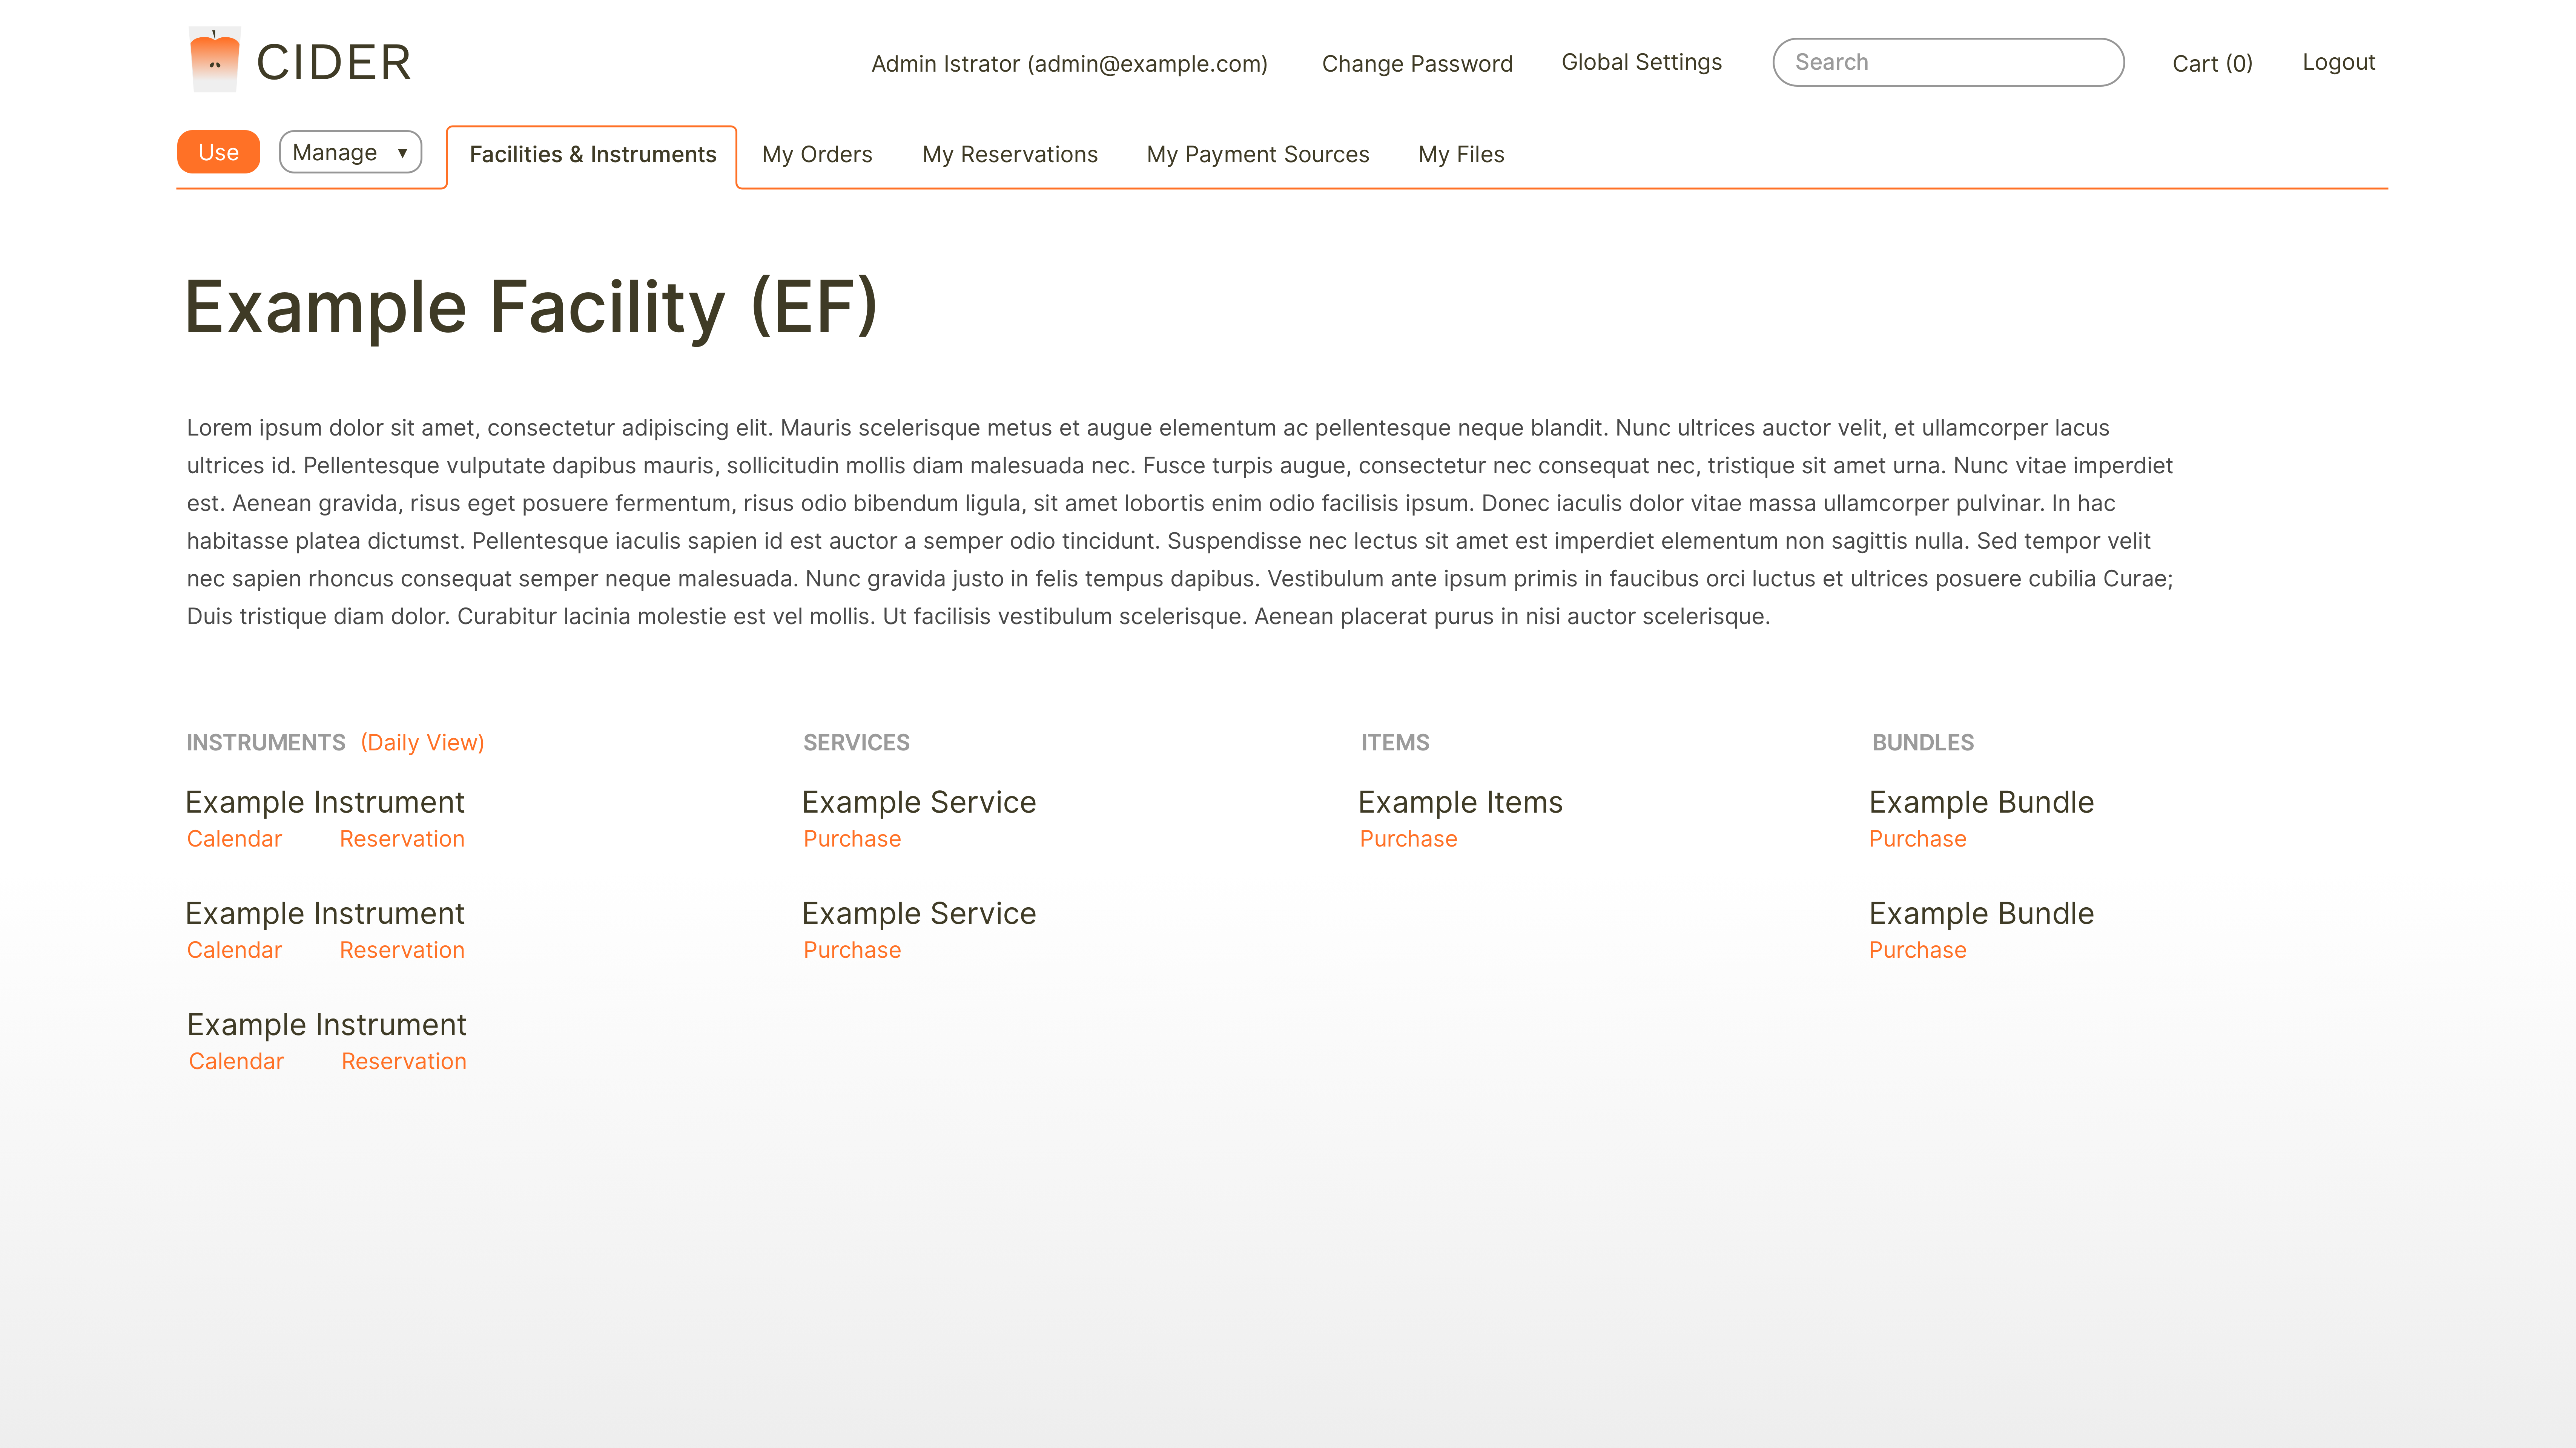 CIDER
Admin Istrator (admin@example.com) Change Password Global Settings Search Cart (0) Logout
Use Manage ▼ Facilities & Instruments My Orders My Reservations My Payment Sources My Files
Example Facility (EF)
Lorem ipsum dolor sit amet, consectetur adipiscing elit. Mauris scelerisque metus et augue elementum ac pellentesque neque blandit. Nunc ultrices auctor velit, et ullamcorper lacus
ultrices id. Pellentesque vulputate dapibus mauris, sollicitudin mollis diam malesuada nec. Fusce turpis augue, consectetur nec consequat nec, tristique sit amet urna. Nunc vitae imperdiet
est. Aenean gravida, risus eget posuere fermentum, risus odio bibendum ligula, sit amet lobortis enim odio facilisis ipsum. Donec iaculis dolor vitae massa ullamcorper pulvinar. In hac
habitasse platea dictumst. Pellentesque iaculis sapien id est auctor a semper odio tincidunt. Suspendisse nec lectus sit amet est imperdiet elementum non sagittis nulla. Sed tempor velit
nec sapien rhoncus consequat semper neque malesuada. Nunc gravida justo in felis tempus dapibus. Vestibulum ante ipsum primis in faucibus orci luctus et ultrices posuere cubilia Curae;
Duis tristique diam dolor. Curabitur lacinia molestie est vel mollis. Ut facilisis vestibulum scelerisque. Aenean placerat purus in nisi auctor scelerisque.
INSTRUMENTS (Daily View)
Example Instrument
Calendar Reservation
Example Instrument
Calendar Reservation
Example Instrument
Calendar Reservation
SERVICES
Example Service
Purchase
Example Service
Purchase
ITEMS
Example Items
Purchase
BUNDLES
Example Bundle
Purchase
Example Bundle
Purchase